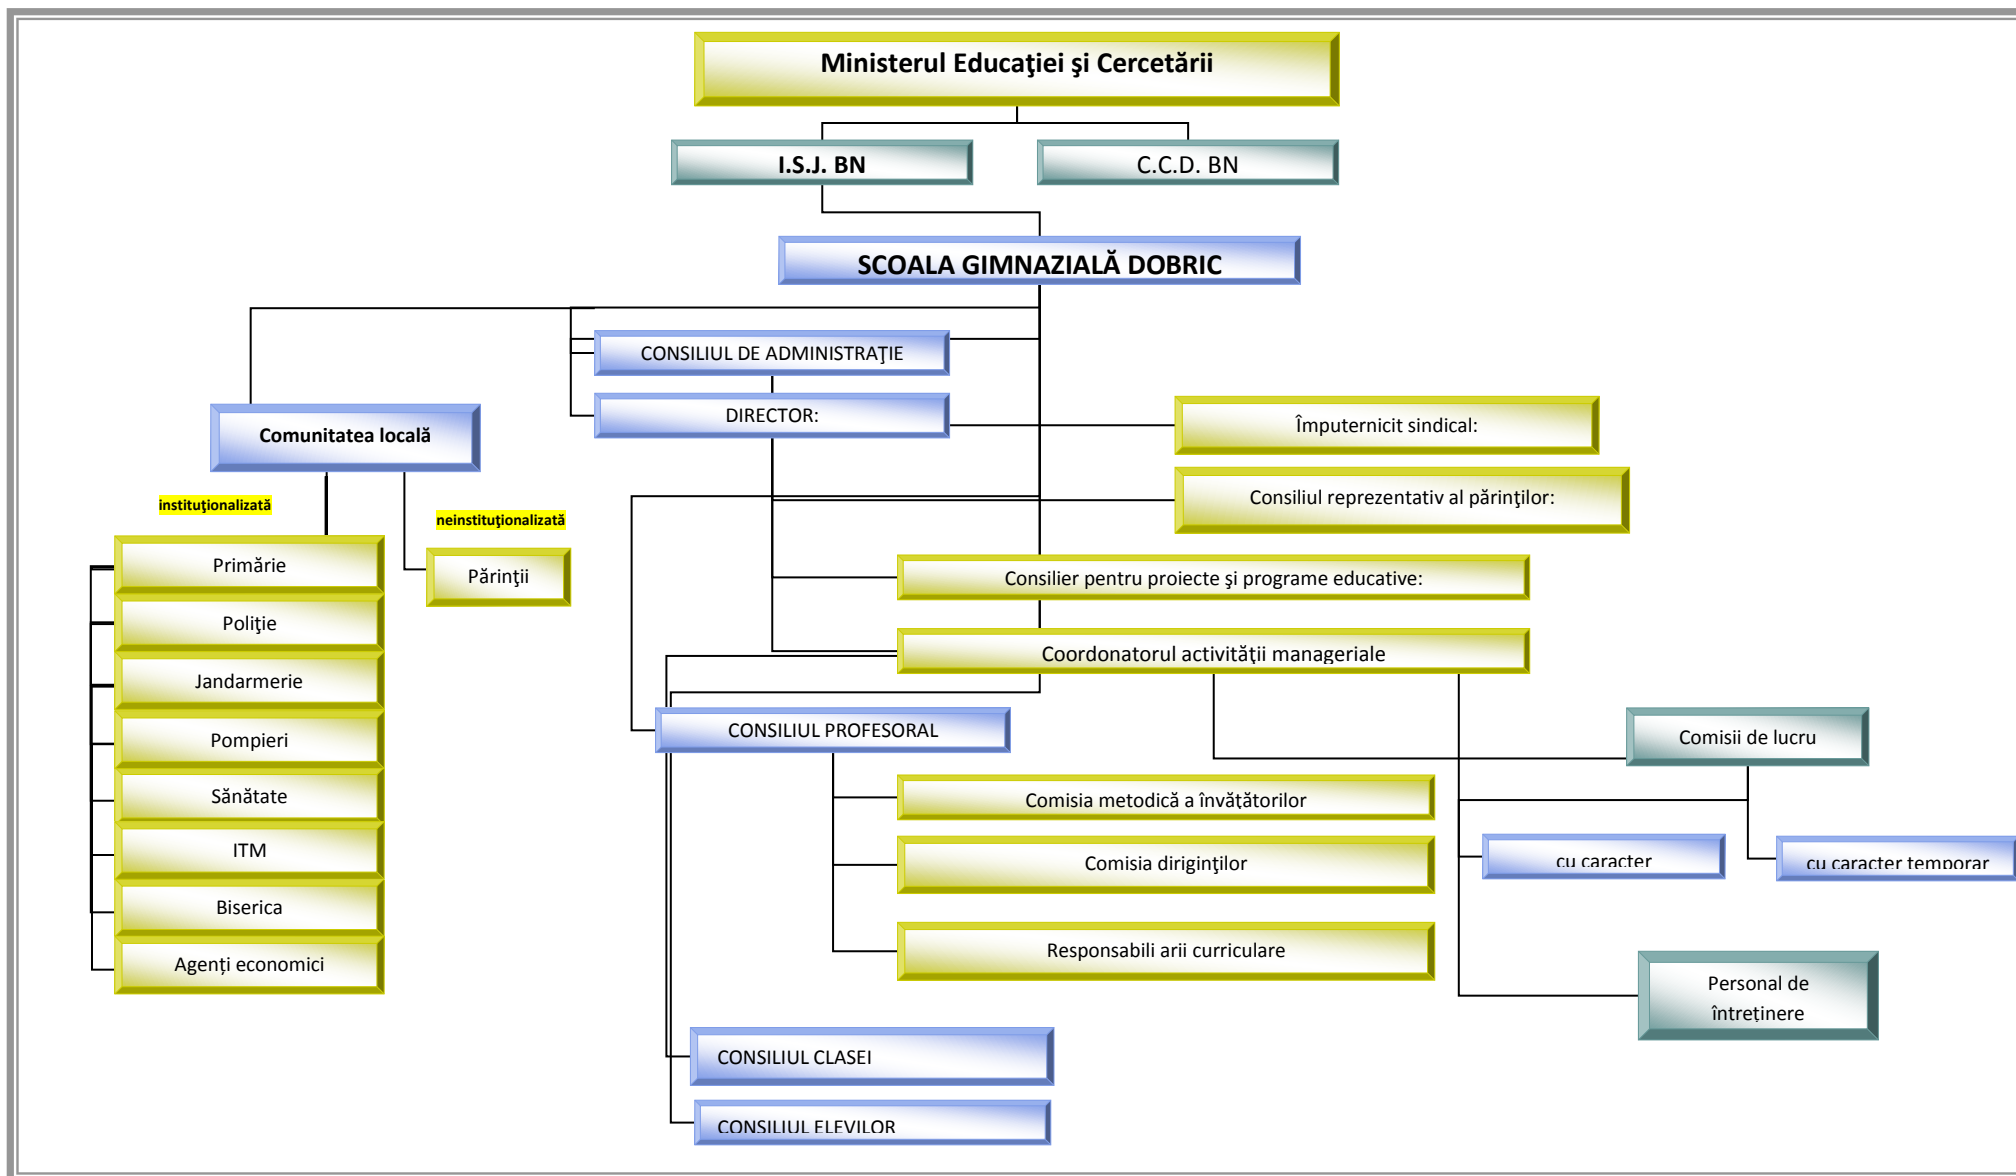 Ministerul Educaţiei şi Cercetării
I.S.J. BN
C.C.D. BN
SCOALA GIMNAZIALĂ DOBRIC
CONSILIUL DE ADMINISTRAŢIE
DIRECTOR:
Comunitatea locală
Împuternicit sindical:
Consiliul reprezentativ al părinţilor:
instituţionalizată
neinstituţionalizată
Primărie
Părinţii
Poliţie
Jandarmerie
Pompieri
Sănătate
ITM
Biserica
Agenți economici
Consilier pentru proiecte şi programe educative:
Coordonatorul activităţii manageriale
CONSILIUL PROFESORAL
Comisia metodică a învăţătorilor
Comisia diriginţilor
Responsabili arii curriculare
Comisii de lucru
cu caracter
cu caracter temporar
Personal de
întreținere
CONSILIUL CLASEI
CONSILIUL ELEVILOR